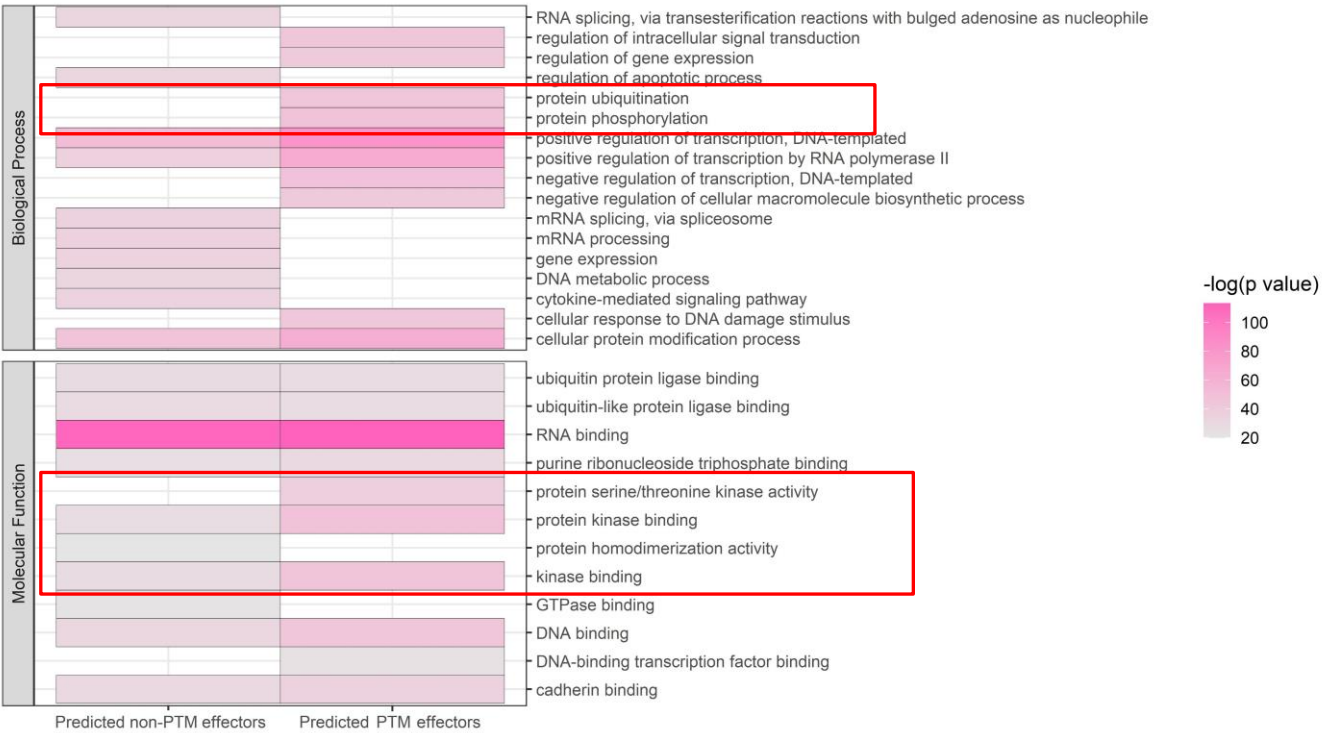 Biological Process
RNA splicing, via transesterification reactions with bulged adenosine as nucleophile
regulation of intracellular signal transduction
regulation of gene expression
regulation of apoptotic process
protein ubiquitination
protein phosphorylation
positive regulation of transcription, DNA-templated
positive regulation of transcription by RNA polymerase II
negative regulation of transcription, DNA-templated
negative regulation of cellular macromolecule biosynthetic process
mRNA splicing, via spliceosome
mRNA processing
gene expression
DNA metabolic process
cytokine-mediated signaling pathway
cellular response to DNA damage stimulus
cellular protein modification process
Molecular Function
ubiquitin protein ligase binding
ubiquitin-like protein ligase binding
RNA binding
purine ribonucleoside triphosphate binding
protein serine/threonine kinase activity
protein kinase binding
protein homodimerization activity
kinase binding
GTPase binding
DNA binding
DNA-binding transcription factor binding
cadherin binding
Predicted non-PTM effectors
Predicted PTM effectors
-log(p value)
100
80
60
40
20